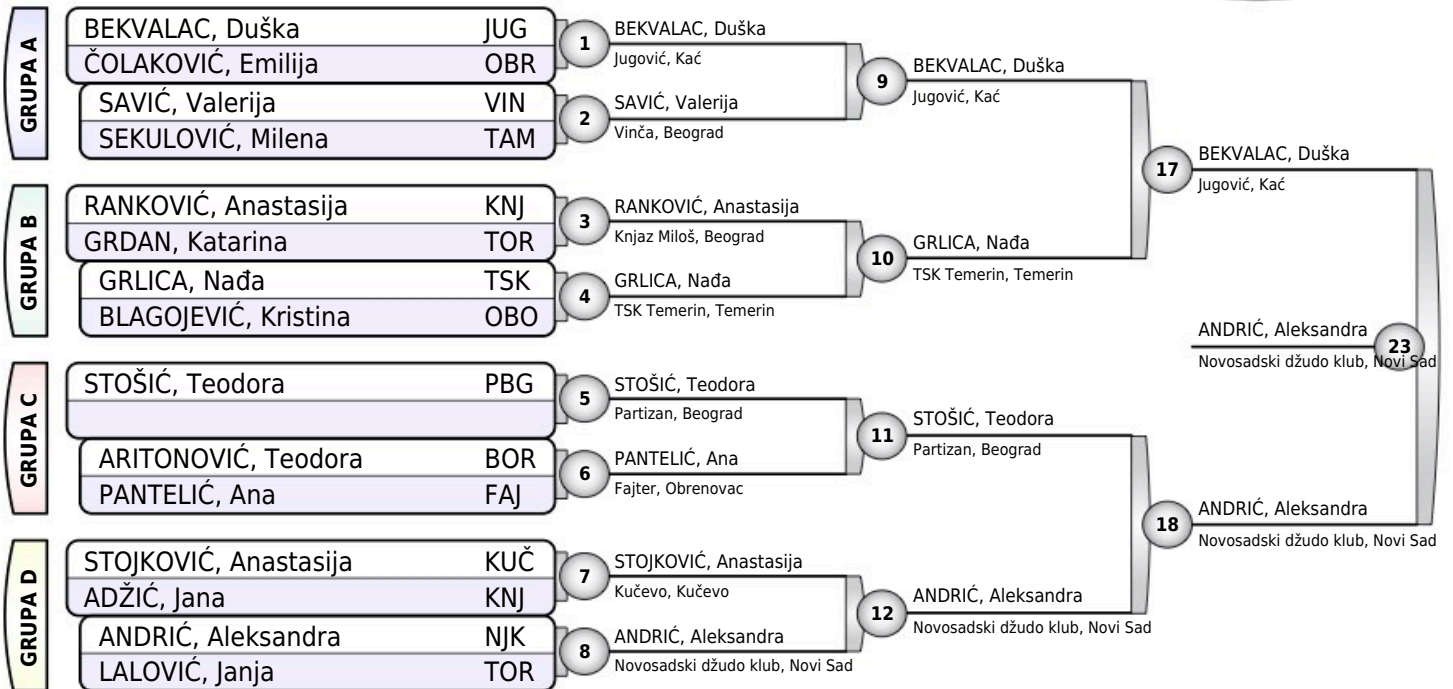 GRUPA A
BEKVALAC, Duška JUG
ČOLAKOVIĆ, Emilija OBR
SAVIĆ, Valerija VIN
SEKULOVIĆ, Milena TAM
GRUPA B
RANKOVIĆ, Anastasija KNJ
GRDAN, Katarina TOR
GRLICA, Nađa TSK
BLAGOJEVIĆ, Kristina OBO
GRUPA C
STOŠIĆ, Teodora PBG
ARITONOVIĆ, Teodora BOR
PANTELIĆ, Ana FAJ
GRUPA D
STOJKOVIĆ, Anastasija KUČ
ADŽIĆ, Jana KNJ
ANDRIĆ, Aleksandra NJK
LALOVIĆ, Janja TOR
1
BEKVALAC, Duška
Jugović, Kać
2
SAVIĆ, Valerija
Vinča, Beograd
3
RANKOVIĆ, Anastasija
Knjaz Miloš, Beograd
4
GRLICA, Nađa
TSK Temerin, Temerin
5
STOŠIĆ, Teodora
Partizan, Beograd
6
PANTELIĆ, Ana
Fajter, Obrenovac
7
STOJKOVIĆ, Anastasija
Kučevo, Kučevo
8
ANDRIĆ, Aleksandra
Novosadski džudo klub, Novi Sad
9
BEKVALAC, Duška
Jugović, Kać
10
GRLICA, Nađa
TSK Temerin, Temerin
11
STOŠIĆ, Teodora
Partizan, Beograd
12
ANDRIĆ, Aleksandra
Novosadski džudo klub, Novi Sad
17
BEKVALAC, Duška
Jugović, Kać
18
ANDRIĆ, Aleksandra
Novosadski džudo klub, Novi Sad
ANDRIĆ, Aleksandra
23
Novosadski džudo klub, Novi Sad